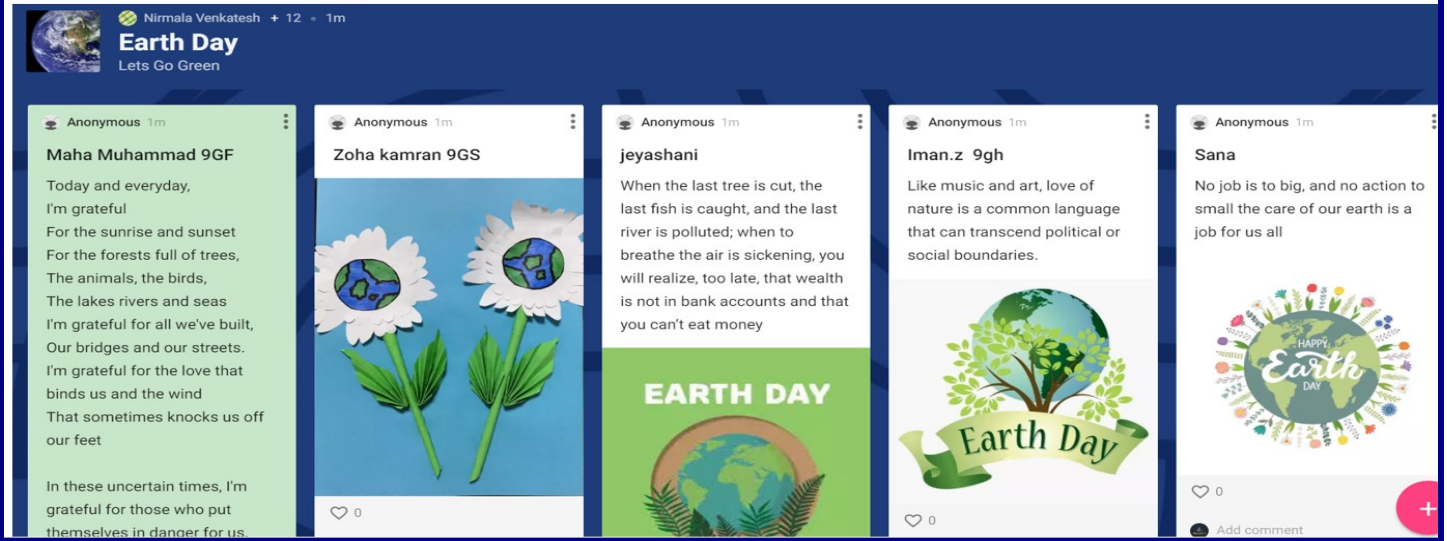 Nirmala Venkatesh + 12 • 1m
Earth Day
Lets Go Green
Anonymous 1m
Maha Muhammad 9GF
Today and everyday,
I'm grateful
For the sunrise and sunset
For the forests full of trees,
The animals, the birds,
The lakes rivers and seas
I'm grateful for all we've built,
Our bridges and our streets.
I'm grateful for the love that
binds us and the wind
That sometimes knocks us off
our feet
In these uncertain times, I'm
grateful for those who put
themselves in danger for us,
Anonymous 1m
Zoha kamran 9GS
0
Anonymous 1m
jeyashani
When the last tree is cut, the
last fish is caught, and the last
river is polluted; when to
breathe the air is sickening, you
will realize, too late, that wealth
is not in bank accounts and that
you can't eat money
EARTH DAY
Anonymous 1m
Iman.z 9gh
Like music and art, love of
nature is a common language
that can transcend political or
social boundaries.
Earth Day
0
Anonymous 1m
Sana
No job is to big, and no action to
small the care of our earth is a
job for us all
HAPPY
Earth
DAY
0
Add comment
+